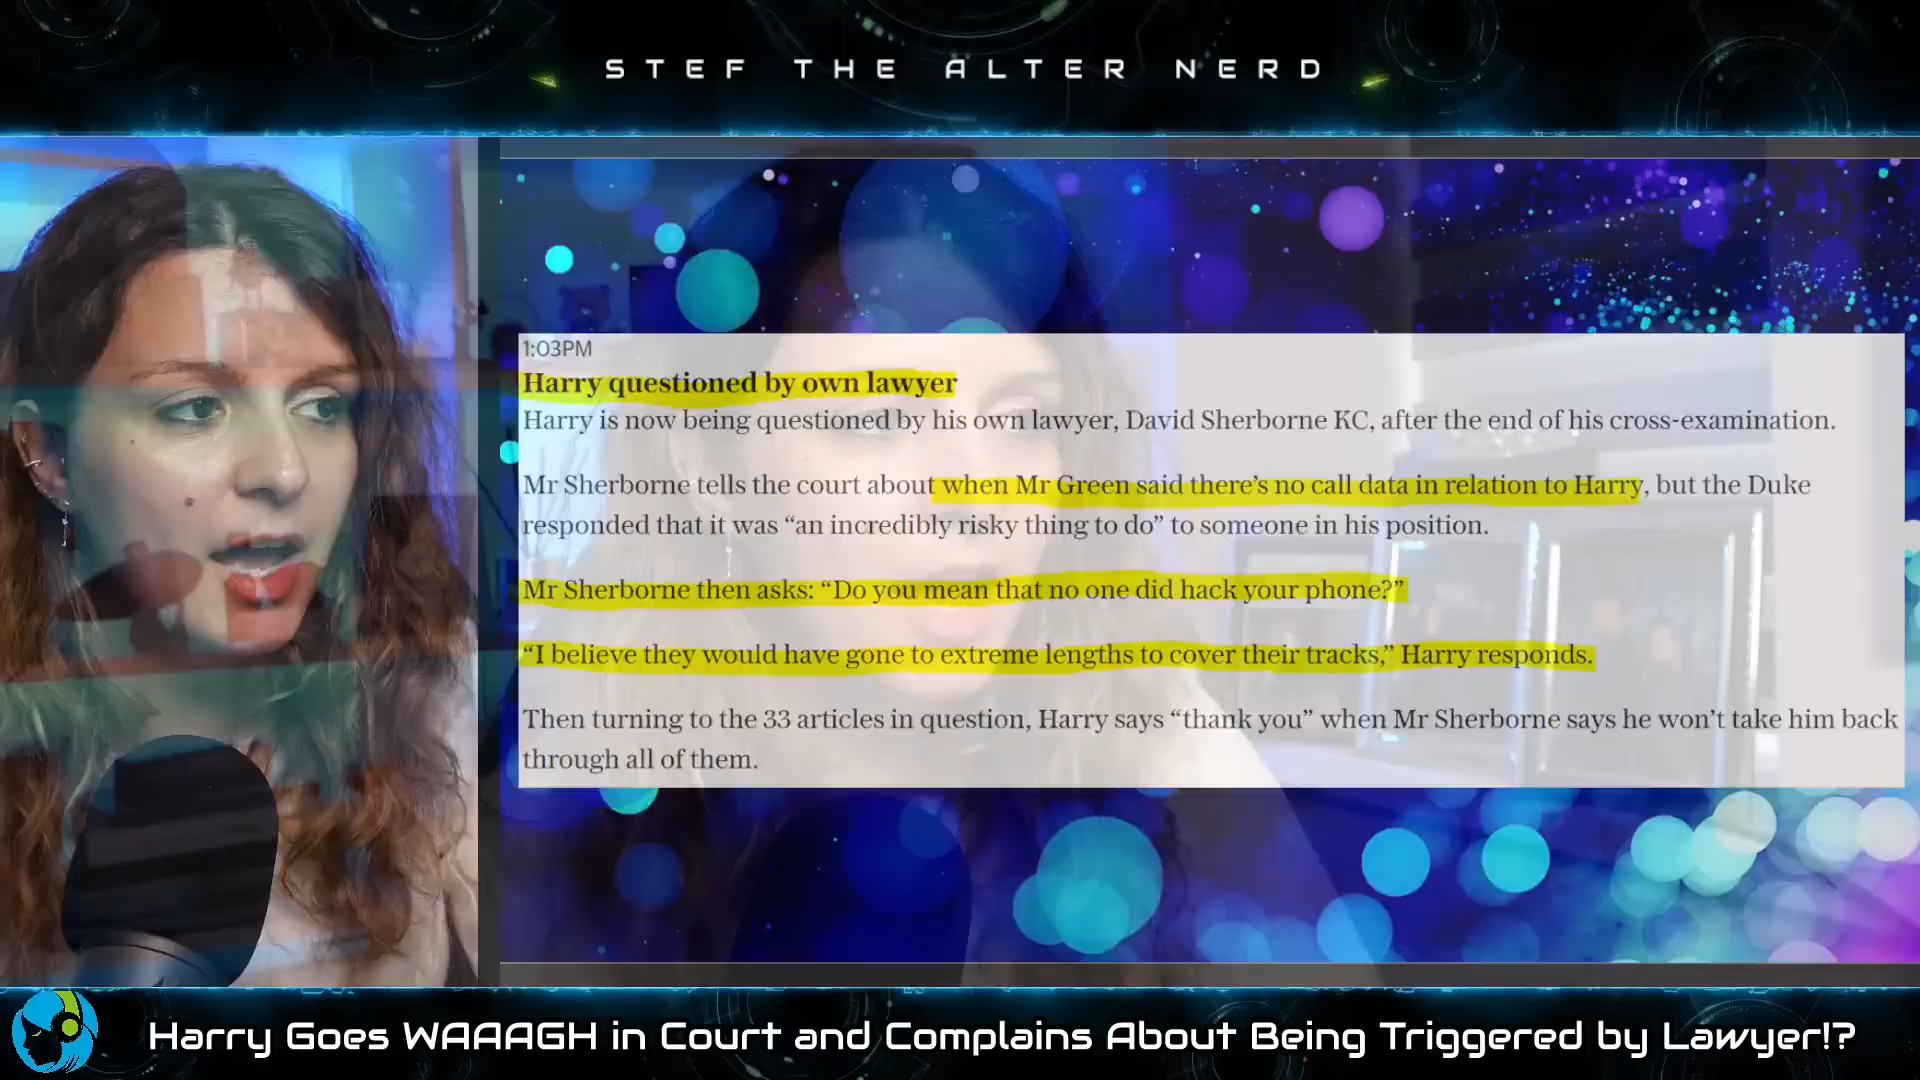 STEF THE ALTER NERD
1:03PM
Harry questioned by own lawyer
Harry is now being questioned by his own lawyer, David Sherborne KC, after the end of his cross-examination.
Mr Sherborne tells the court about when Mr Green said there’s no call data in relation to Harry, but the Duke
responded that it was “an incredibly risky thing to do” to someone in his position.
Mr Sherborne then asks: “Do you mean that no one did hack your phone?”
“I believe they would have gone to extreme lengths to cover their tracks,” Harry responds.
Then turning to the 33 articles in question, Harry says “thank you” when Mr Sherborne says he won’t take him back
through all of them.
Harry Goes WAAAGH in Court and Complains About Being Triggered by Lawyer!?